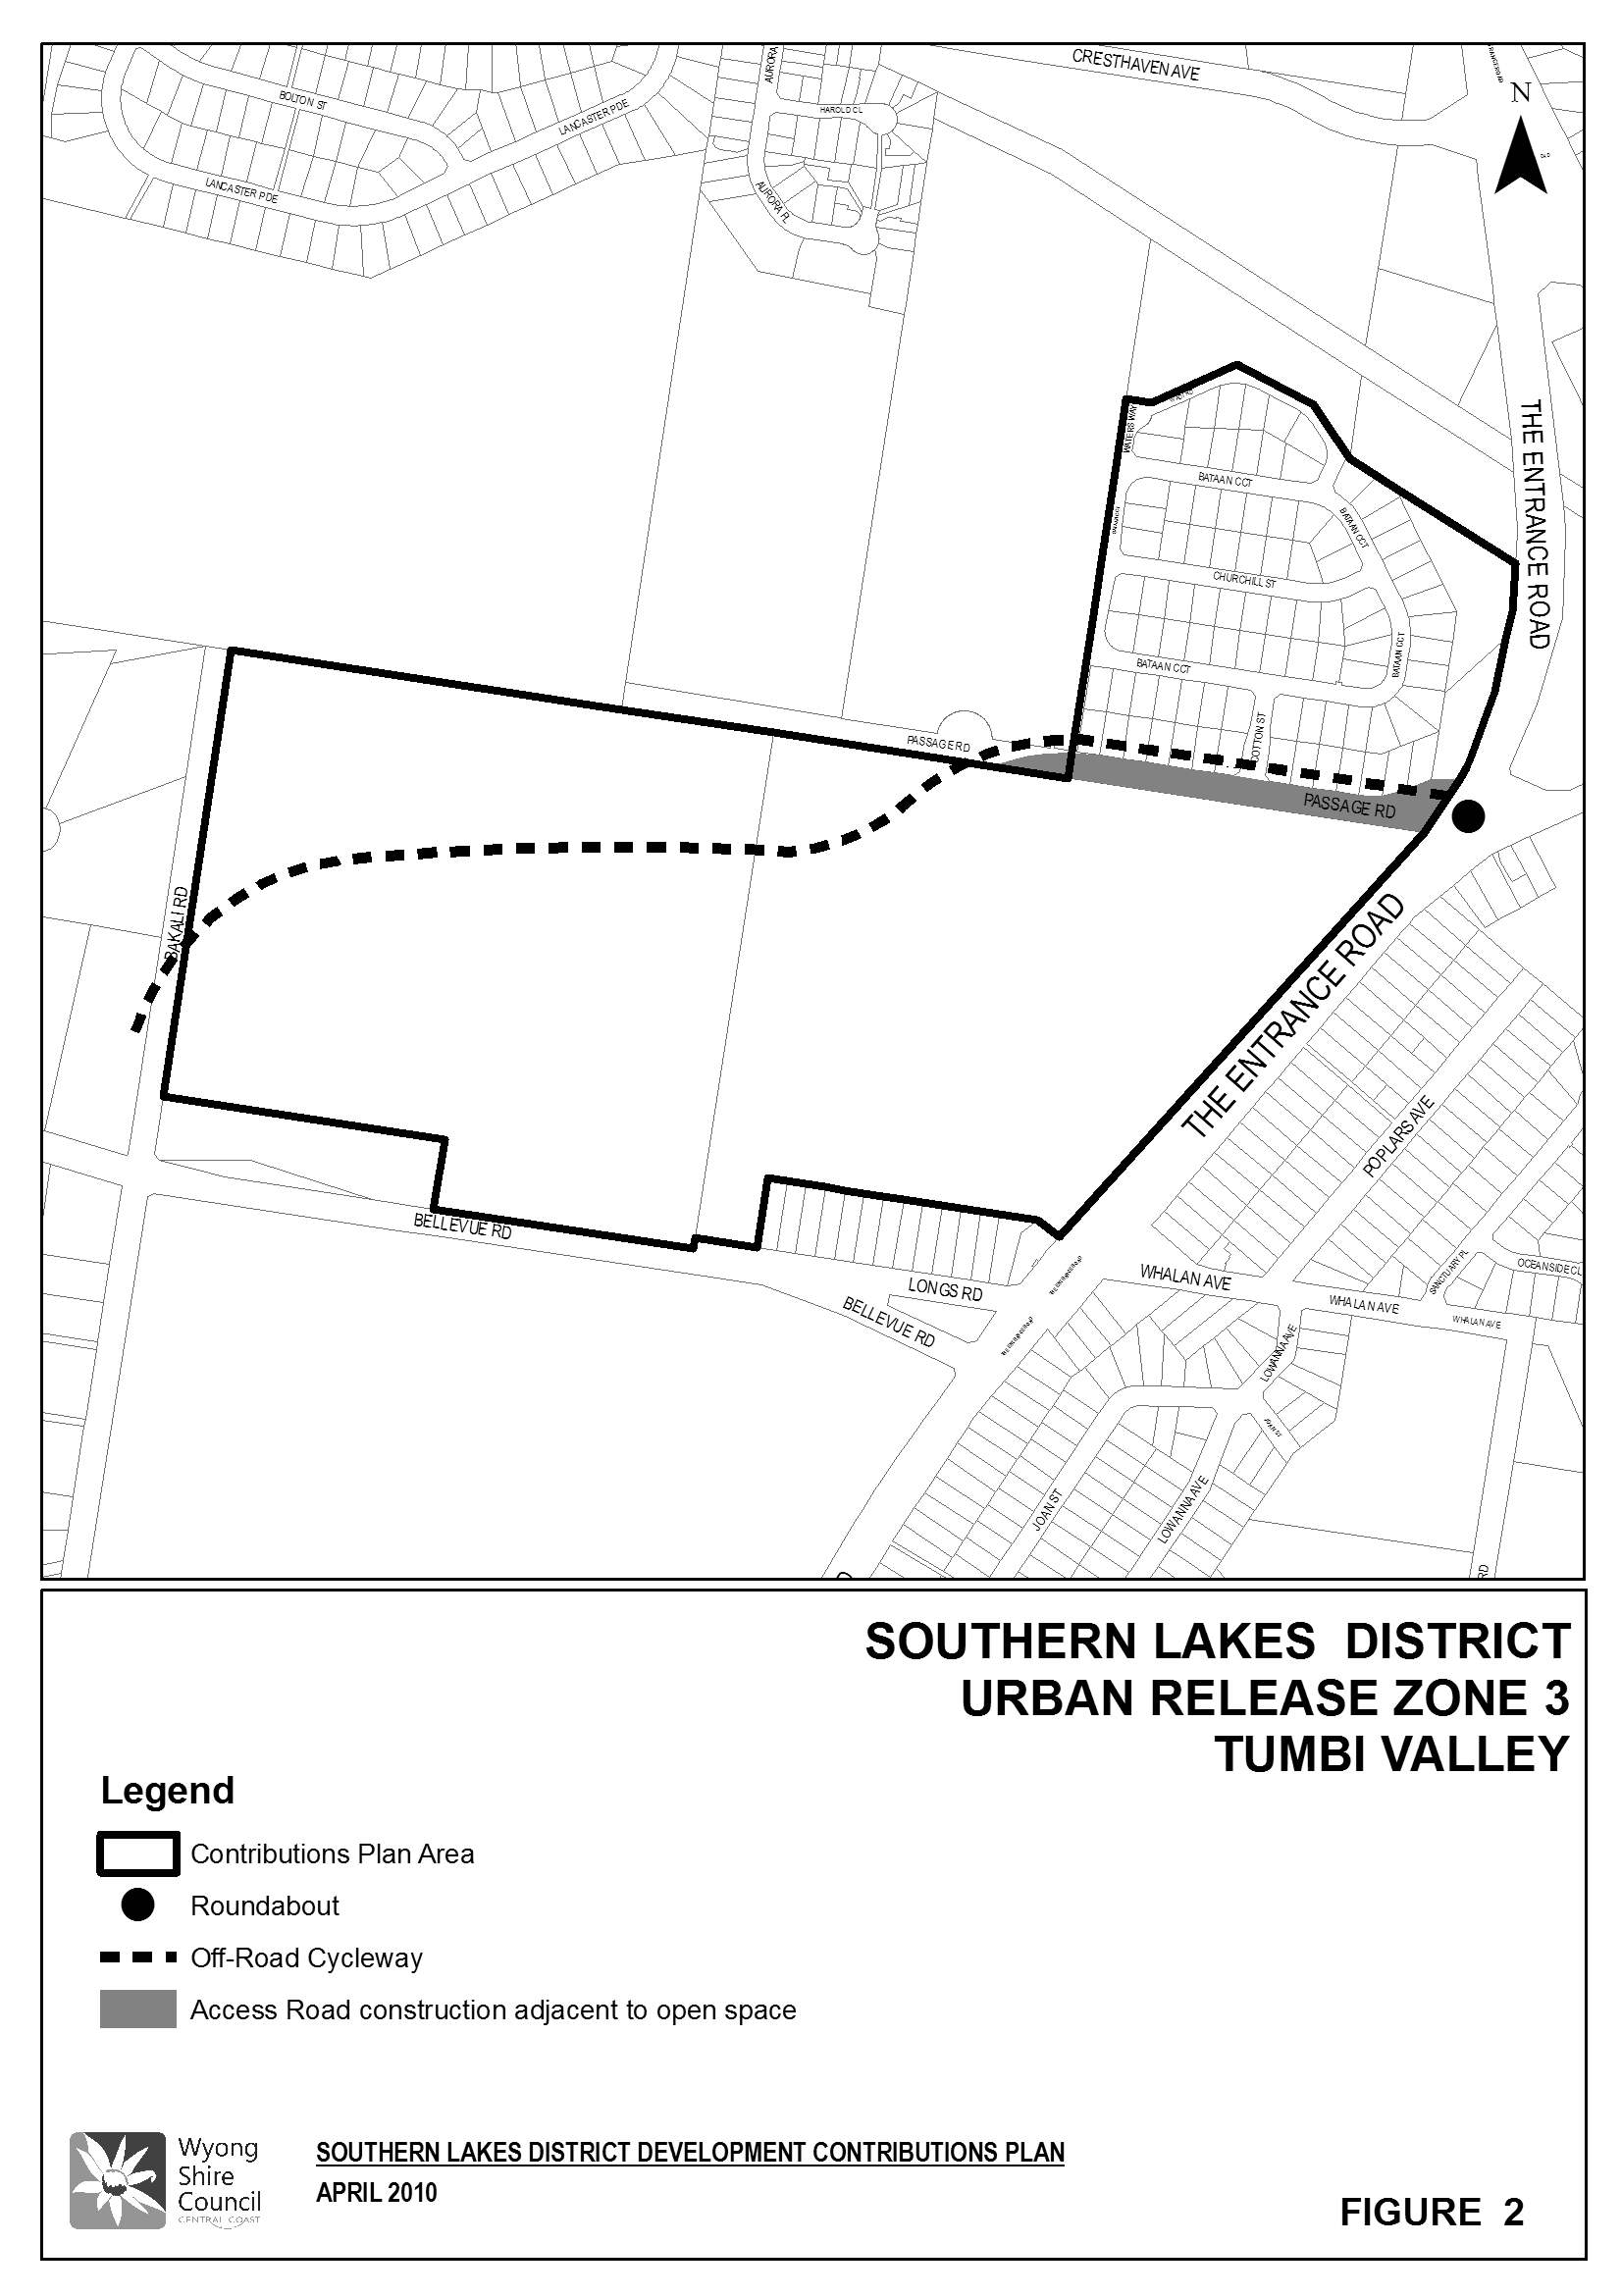 CRESTHAVEN AVE
N
AURORA
HAROLD CL
BOLTON ST
LANCASTER PDE
LANCASTER PDE
AURORA PL
THE ENTRANCE ROAD
WATERS WAY
BATAAN CCT
BATAAN CCT
CHURCHILL ST
BATAAN CCT
BATAAN CCT
COTTON ST
PASSAGE RD
PASSAGE RD
BAKALI RD
THE ENTRANCE ROAD
POPLARS AVE
BELLEVUE RD
LONGS RD
BELLEVUE RD
WHALAN AVE
WHALAN AVE
WHALAN AVE
SANCTUARY PL
OCEANSIDE CL
LOWANNA AVE
JOAN ST
LOWANNA AVE
RD
SOUTHERN LAKES DISTRICT
URBAN RELEASE ZONE 3
TUMBI VALLEY
Legend
Contributions Plan Area
Roundabout
Off-Road Cycleway
Access Road construction adjacent to open space
Wyong
Shire
Council
CENTRAL COAST
SOUTHERN LAKES DISTRICT DEVELOPMENT CONTRIBUTIONS PLAN
APRIL 2010
FIGURE 2